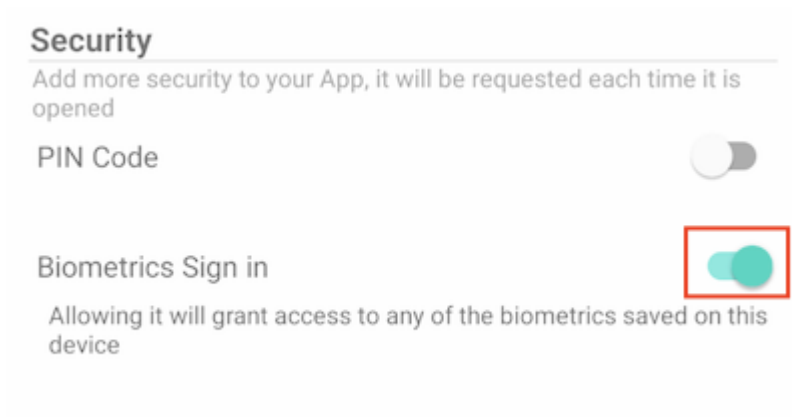 Security
Add more security to your App, it will be requested each time it is
opened
PIN Code
Biometrics Sign in
Allowing it will grant access to any of the biometrics saved on this
device